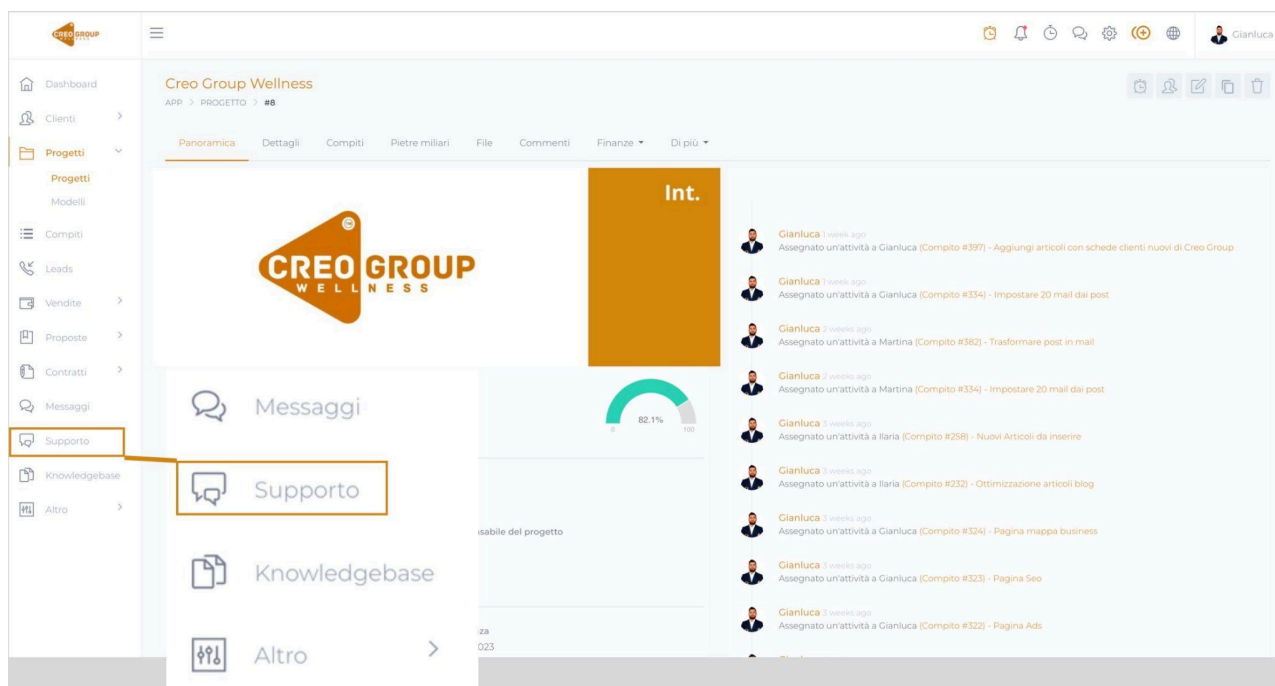 CREO GROUP
Gianluca
Dashboard
Clienti
Progetti
Progetti
Modelli
Compiti
Leads
Vendite
Proposte
Contratti
Messaggi
Supporto
Knowledgebase
Altro
Creo Group Wellness
APP > PROGETTO > #8
Panoramica Dettagli Compiti Pietre miliari File Commenti Finanze Di più
CREO GROUP
WELLNESS
Int.
82.1%
0 100
Messaggi
Supporto
Knowledgebase
Altro
nsabile del progetto
za
023
Gianluca 1 week ago
Assegnato un'attività a Gianluca (Compito #397) - Aggiungi articoli con schede clienti nuovi di Creo Group
Gianluca 1 week ago
Assegnato un'attività a Gianluca (Compito #334) - Impostare 20 mail dai post
Gianluca 2 weeks ago
Assegnato un'attività a Martina (Compito #382) - Trasformare post in mail
Gianluca 2 weeks ago
Assegnato un'attività a Martina (Compito #334) - Impostare 20 mail dai post
Gianluca 3 weeks ago
Assegnato un'attività a Ilaria (Compito #258) - Nuovi Articoli da inserire
Gianluca 3 weeks ago
Assegnato un'attività a Ilaria (Compito #232) - Ottimizzazione articoli blog
Gianluca 3 weeks ago
Assegnato un'attività a Gianluca (Compito #324) - Pagina mappa business
Gianluca 3 weeks ago
Assegnato un'attività a Gianluca (Compito #323) - Pagina Seo
Gianluca 3 weeks ago
Assegnato un'attività a Gianluca (Compito #322) - Pagina Ads